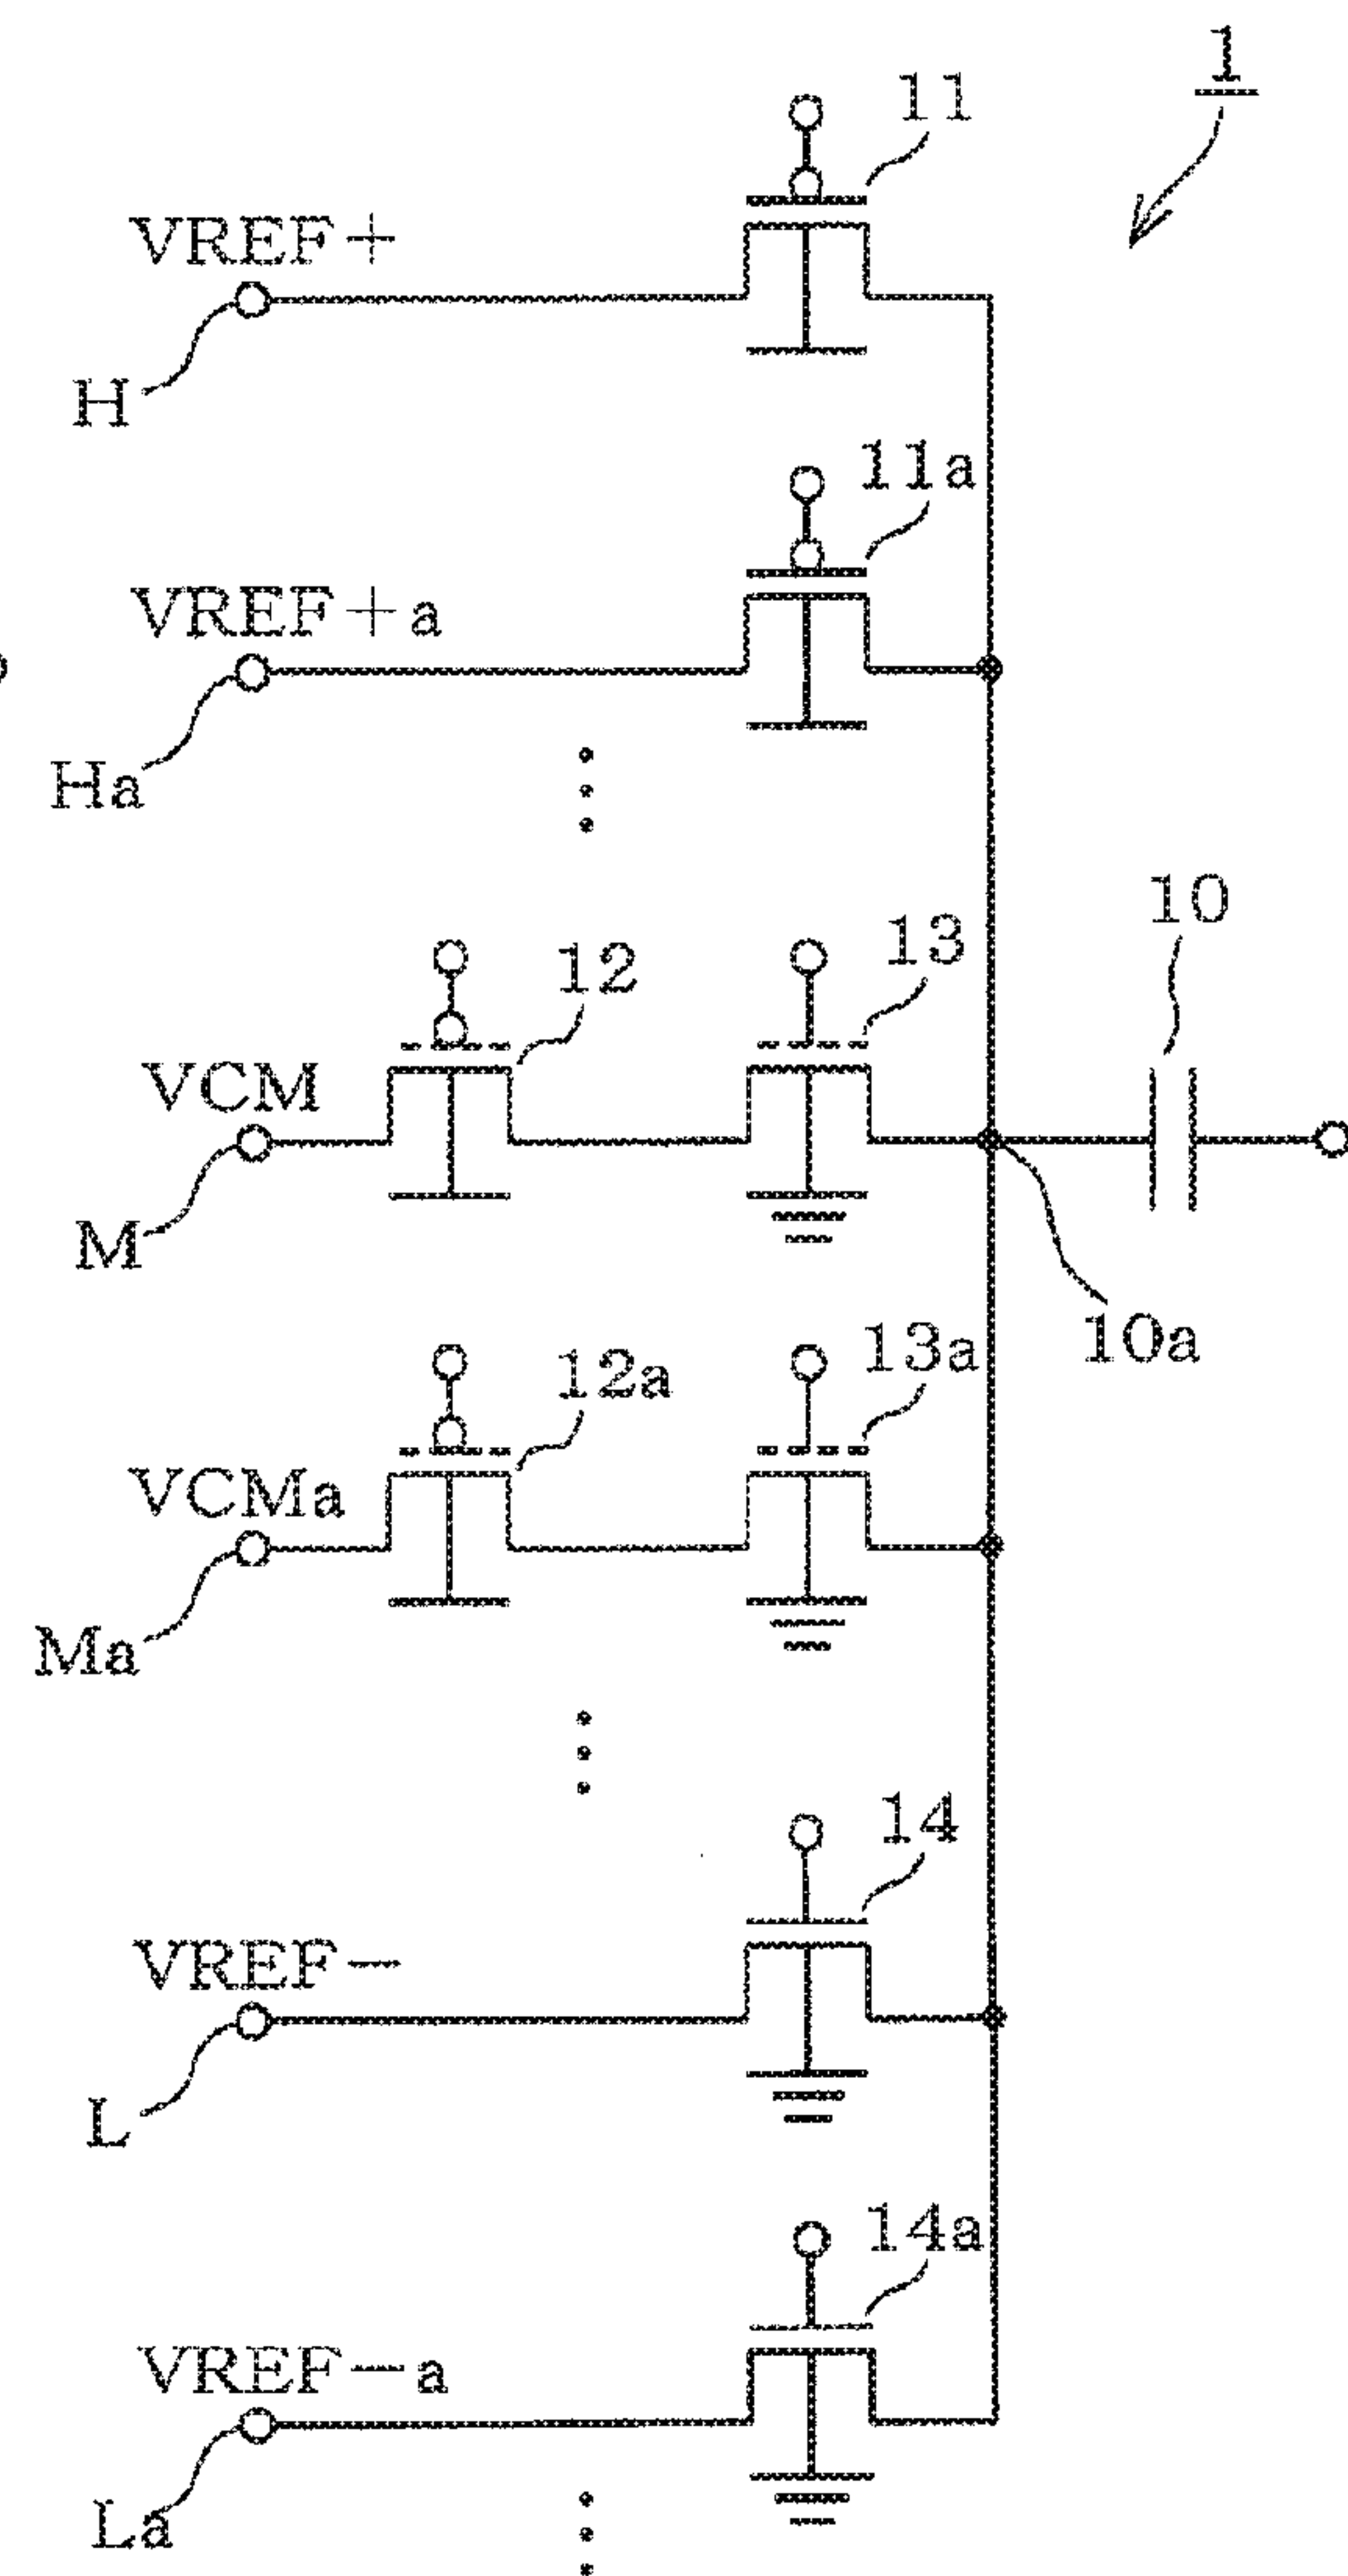 1
11
VREF+
H
11a
VREF+a
Ha
10
12
13
VCM
M
10a
12a
13a
VCMa
Ma
14
VREF-
L
14a
VREF-a
La